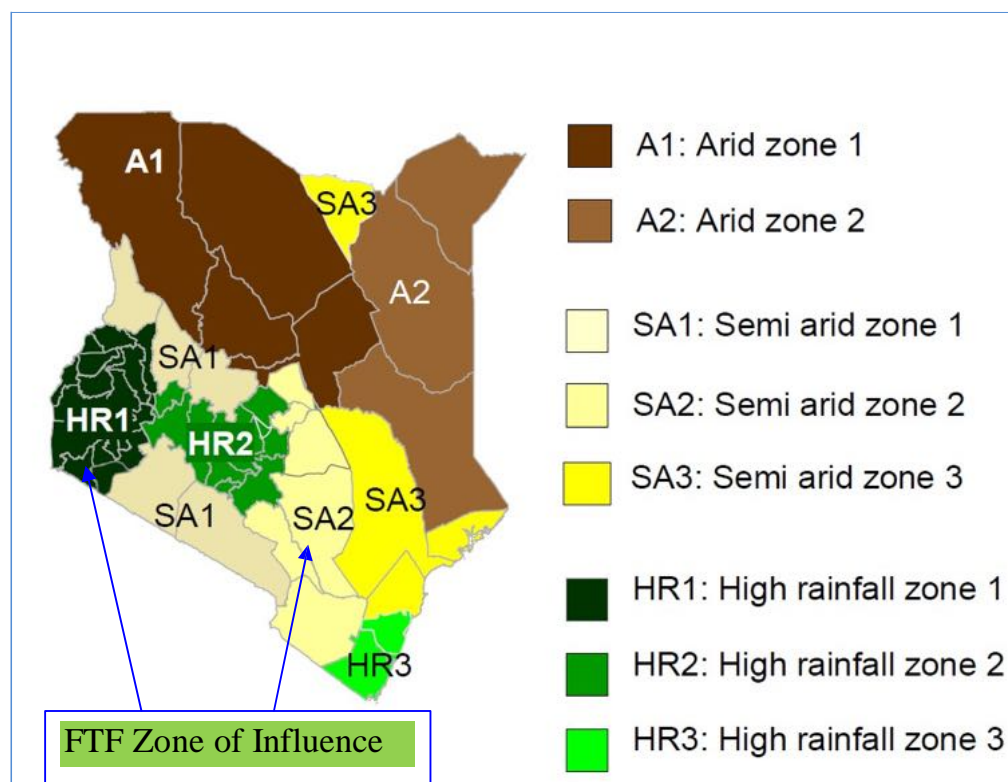 A1
SA3
A2
SA1
HR1
HR2
SA3
SA1
SA2
HR3
FTF Zone of Influence
A1: Arid zone 1
A2: Arid zone 2
SA1: Semi arid zone 1
SA2: Semi arid zone 2
SA3: Semi arid zone 3
HR1: High rainfall zone 1
HR2: High rainfall zone 2
HR3: High rainfall zone 3